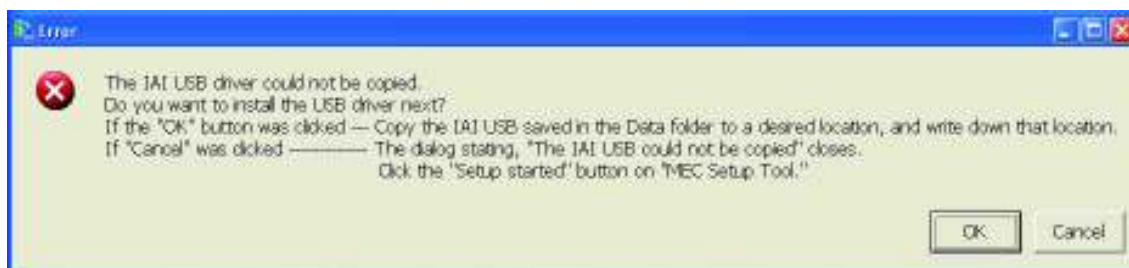 Error
The IAI USB driver could not be copied.
Do you want to install the USB driver next?
If the "OK" button was clicked --- Copy the IAI USB saved in the Data folder to a desired location, and write down that location.
If "Cancel" was clicked ------------ The dialog stating, "The IAI USB could not be copied" closes.
Click the "Setup started" button on "MEC Setup Tool."
OK Cancel